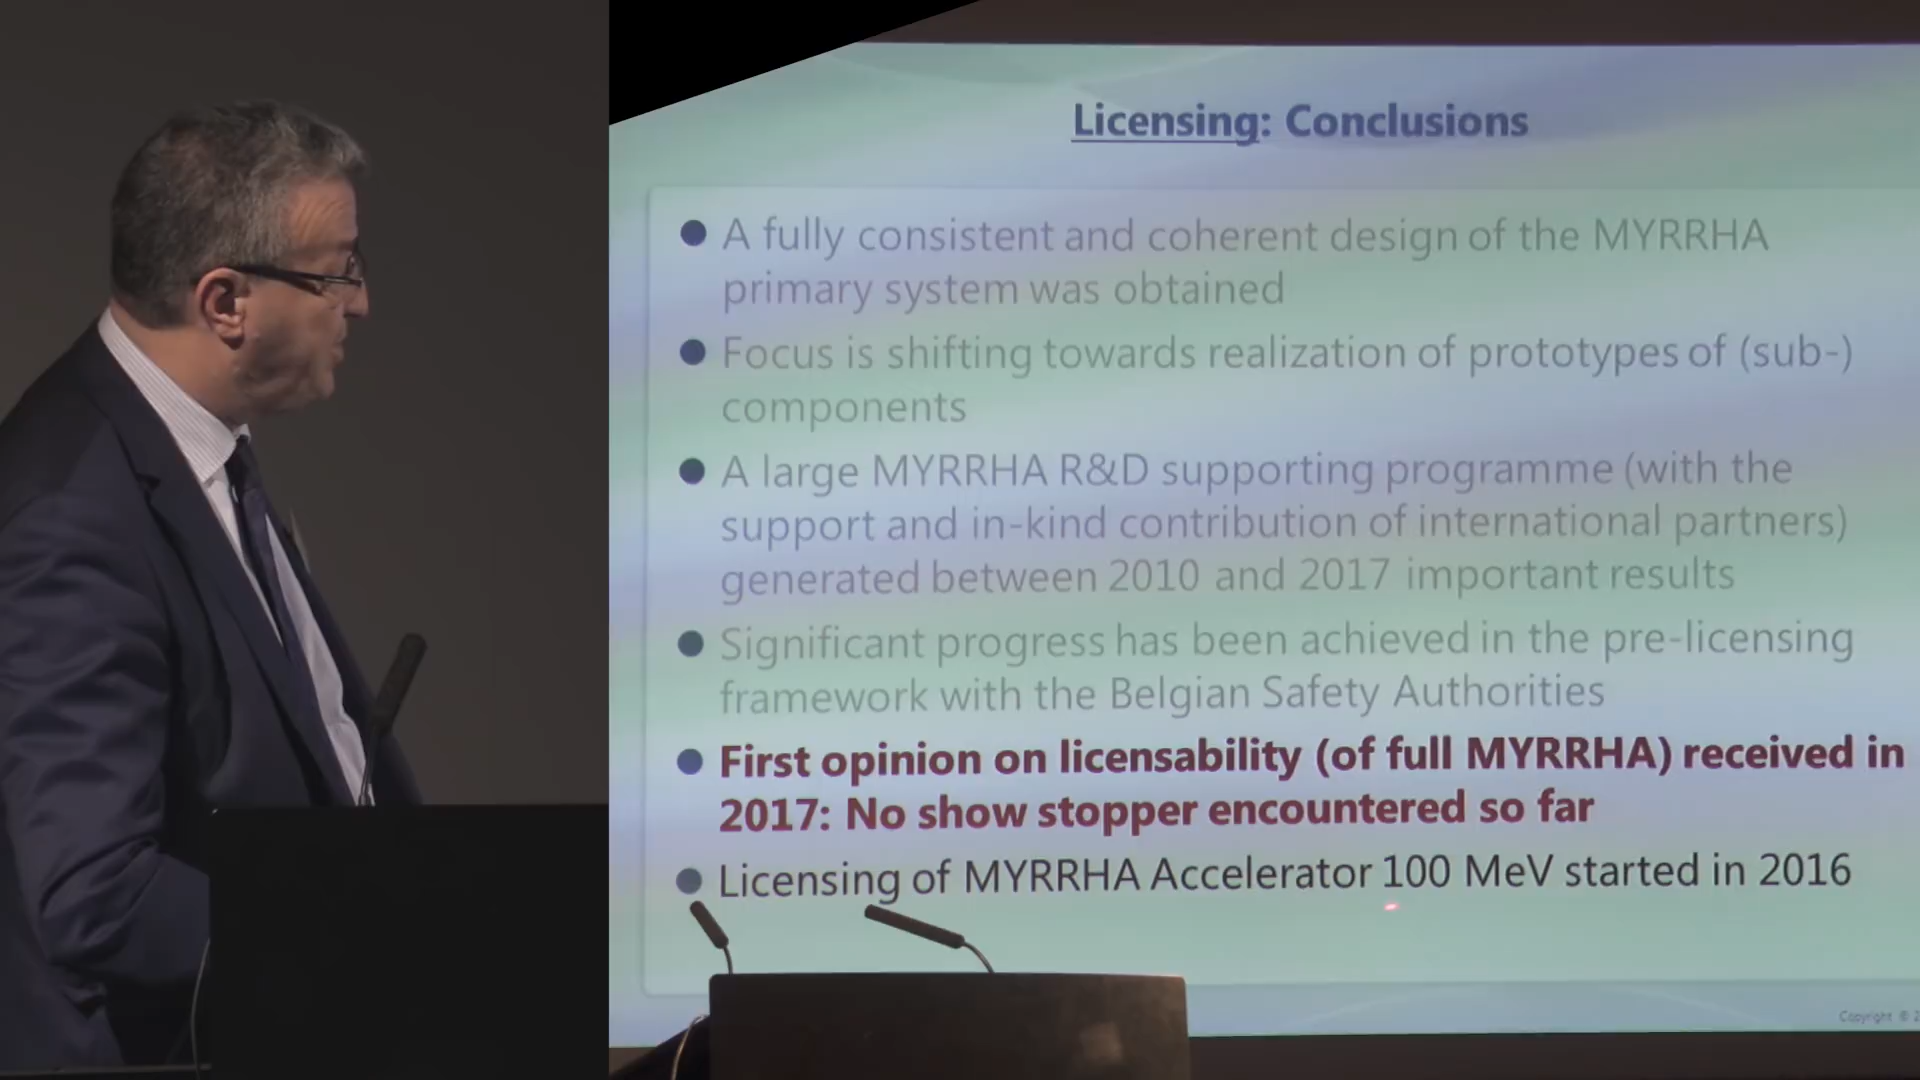 Licensing: Conclusions
A fully consistent and coherent design of the MYRRHA
primary system was obtained
Focus is shifting towards realization of prototypes of (sub-)
components
A large MYRRHA R&D supporting programme (with the
support and in-kind contribution of international partners)
generated between 2010 and 2017 important results
Significant progress has been achieved in the pre-licensing
framework with the Belgian Safety Authorities
First opinion on licensability (of full MYRRHA) received in
2017: No show stopper encountered so far
Licensing of MYRRHA Accelerator 100 MeV started in 2016
Copyright ©